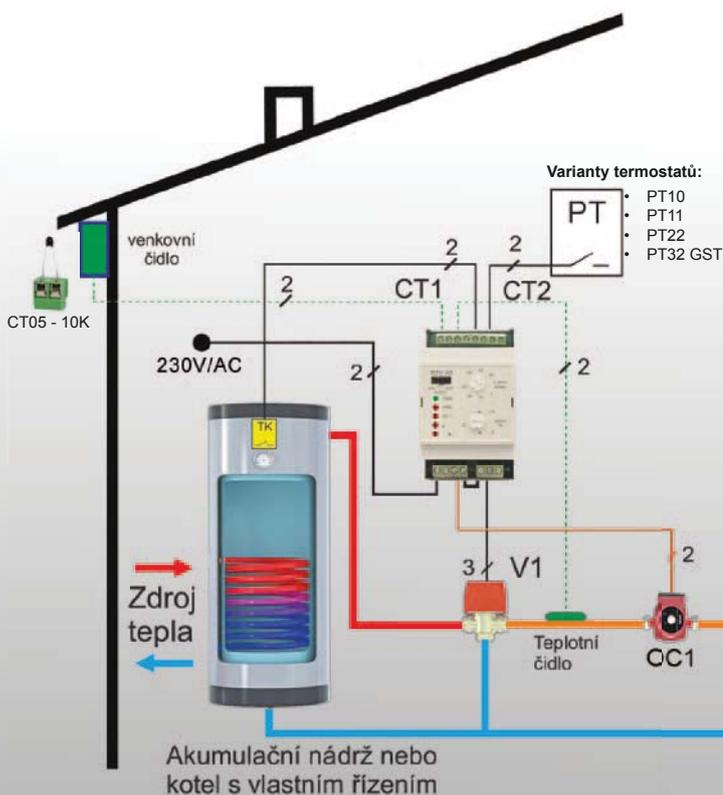 Varianty termostatů:
• PT10
• PT11
• PT22
• PT32 GST
PT
venkovní
čidlo
2
2
2
CT1
CT2
CT05 - 10K
230V/AC
2
2
TK
3
V1
2
Zdroj
tepla
Teplotní
čidlo
OC1
Akumulační nádrž nebo
kotel s vlastním řízením